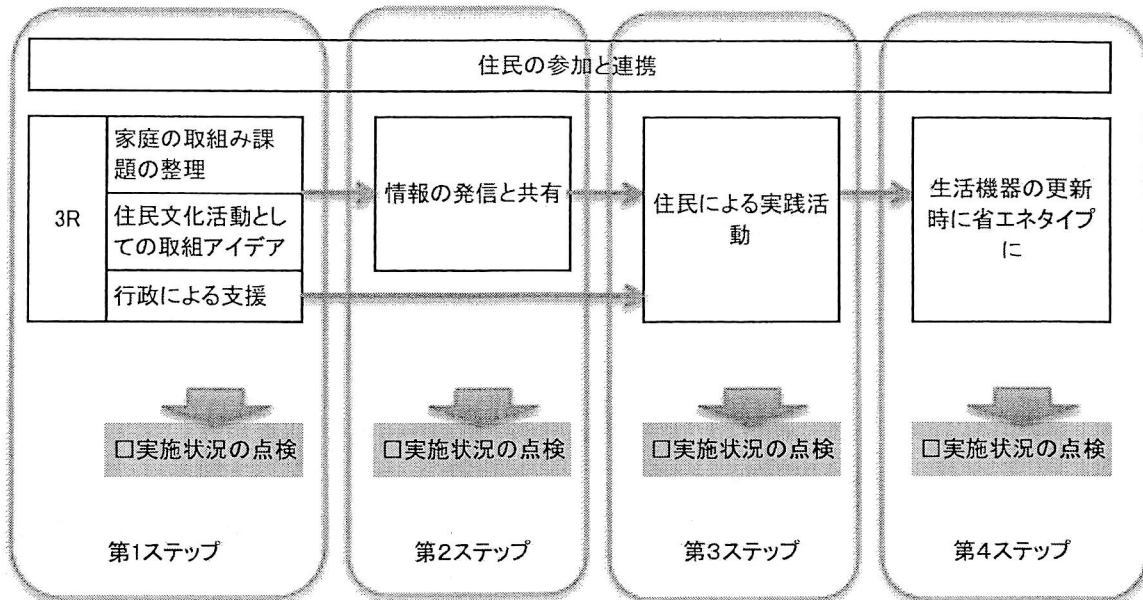 住民の参加と連携
3R
家庭の取組み課
題の整理
住民文化活動とし
ての取組アイデア
行政による支援
情報の発信と共有
住民による実践活
動
生活機器の更新
時に省エネタイプ
に
□実施状況の点検
□実施状況の点検
□実施状況の点検
□実施状況の点検
第1ステップ
第2ステップ
第3ステップ
第4ステップ